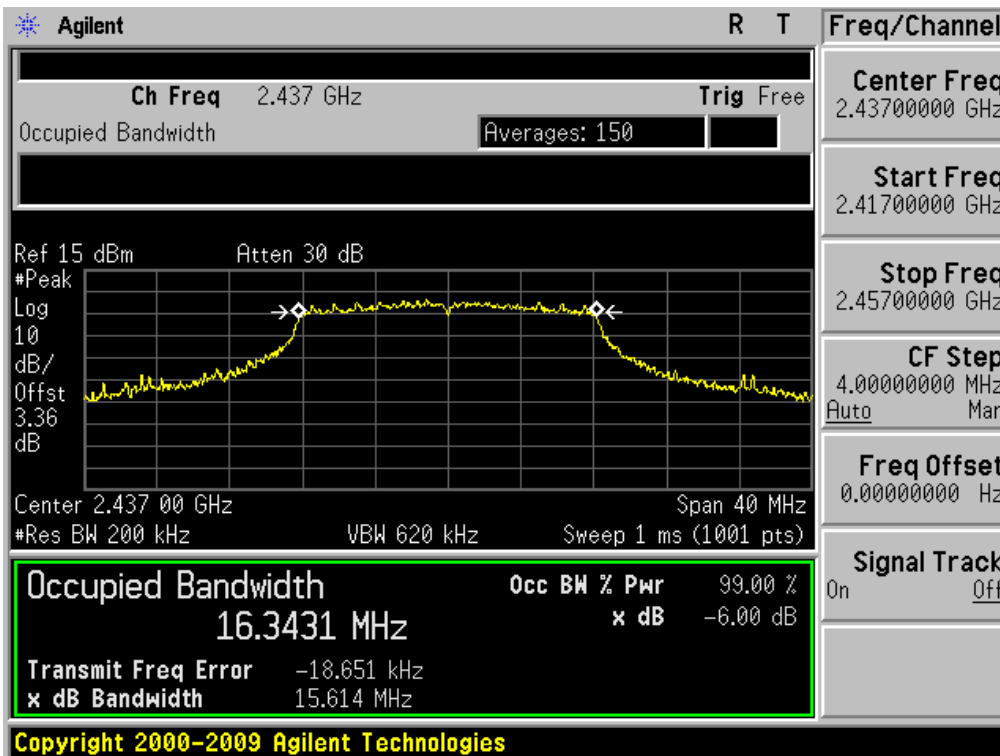 Agilent R T
Ch Freq 2.437 GHz Trig Free
Occupied Bandwidth Averages: 150
Ref 15 dBm Atten 30 dB
#Peak
Log
10
dB/
Offst
3.36
dB
Center 2.437 00 GHz Span 40 MHz
#Res BW 200 kHz VBW 620 kHz Sweep 1 ms (1001 pts)
Occupied Bandwidth Occ BW % Pwr 99.00 %
16.3431 MHz x dB -6.00 dB
Transmit Freq Error -18.651 kHz
x dB Bandwidth 15.614 MHz
Copyright 2000-2009 Agilent Technologies
Freq/Channel
Center Freq
2.43700000 GHz
Start Freq
2.41700000 GHz
Stop Freq
2.45700000 GHz
CF Step
4.00000000 MHz
Auto Man
Freq Offset
0.00000000 Hz
Signal Track
On Off